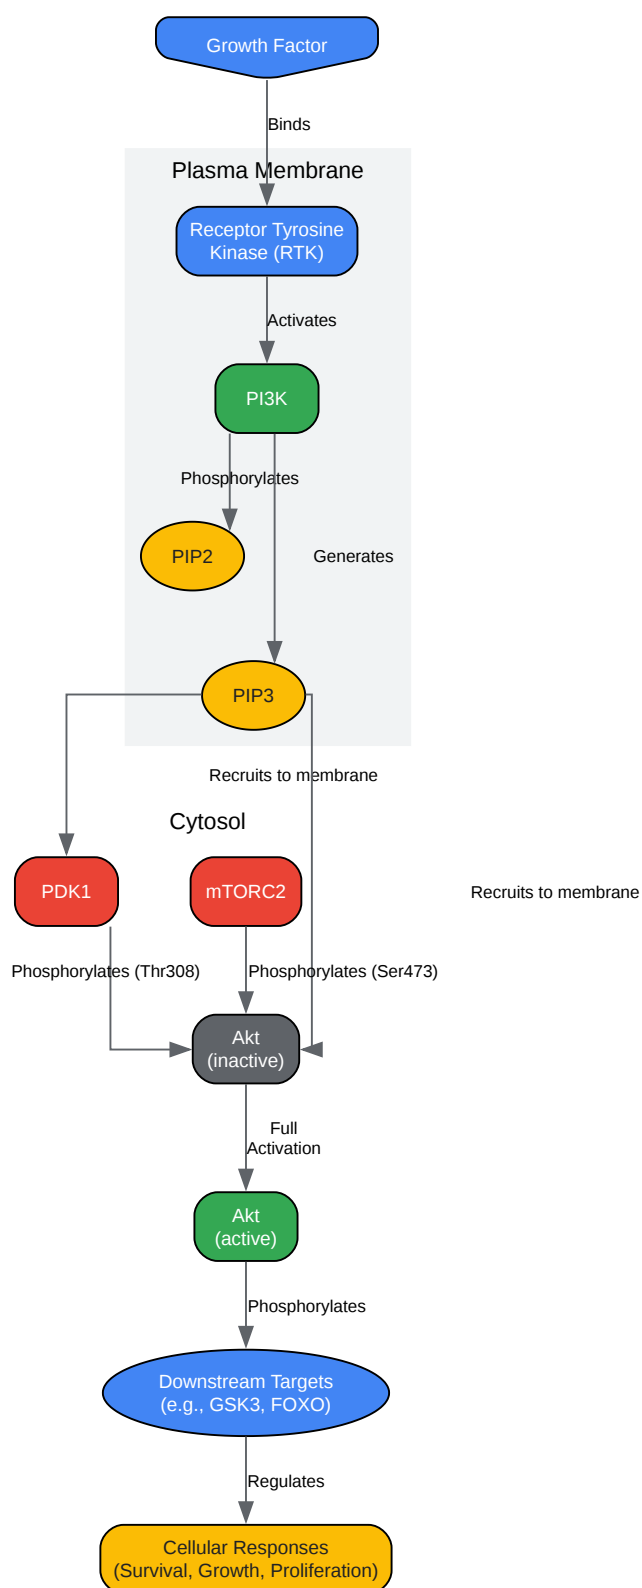 Growth Factor
Binds
Plasma Membrane
Receptor Tyrosine
Kinase (RTK)
Activates
PI3K
Phosphorylates
PIP2
Generates
PIP3
Recruits to membrane
Cytosol
PDK1
mTORC2
Recruits to membrane
Phosphorylates (Thr308)
Phosphorylates (Ser473)
Akt
(inactive)
Full
Activation
Akt
(active)
Phosphorylates
Downstream Targets
(e.g., GSK3, FOXO)
Regulates
Cellular Responses
(Survival, Growth, Proliferation)